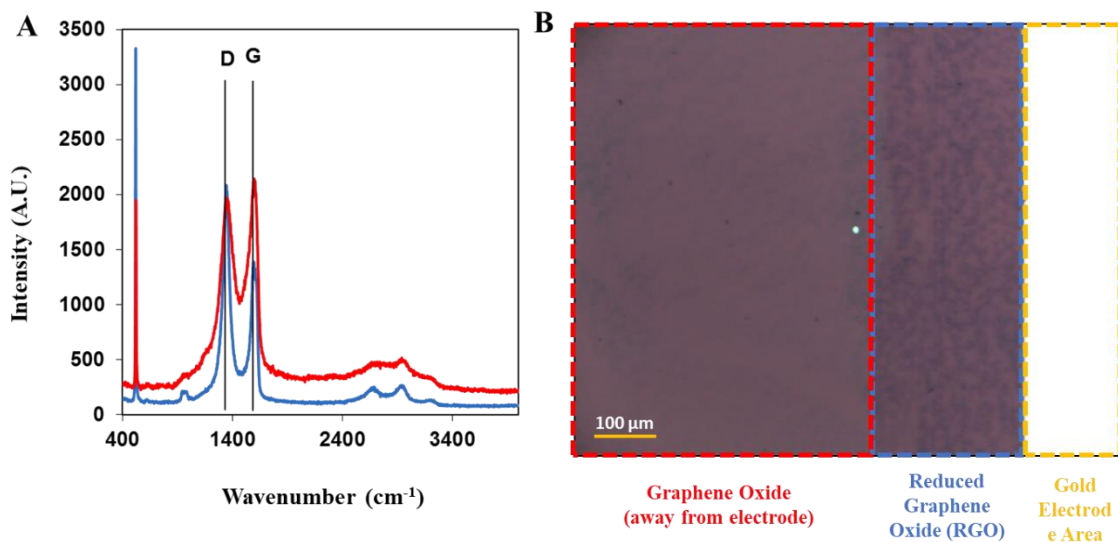 A
3500
3000
2500
2000
1500
1000
500
0
D G
400 1400 2400 3400
Intensity (A.U.)
Wavenumber (cm-1)
B
100 µm
Graphene Oxide
(away from electrode)
Reduced
Graphene
Oxide (RGO)
Gold
Electrod
e Area